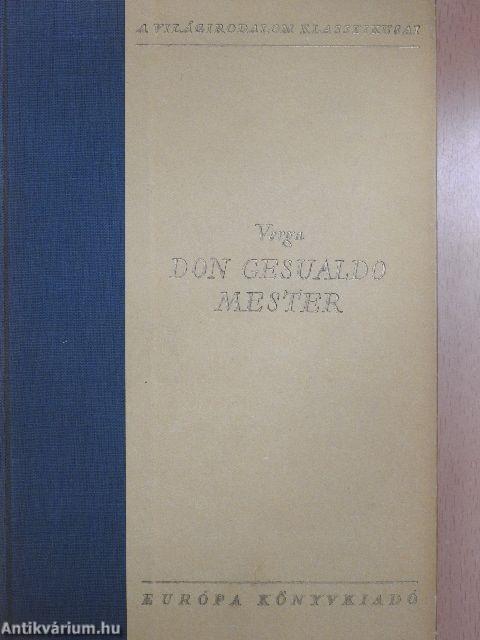 A VILÁGIRODALOM KLASSZIKUSAI
Verga
DON GESUALDO
MESTER
EURÓPA KÖNYVKIADÓ
Antikvárium.hu